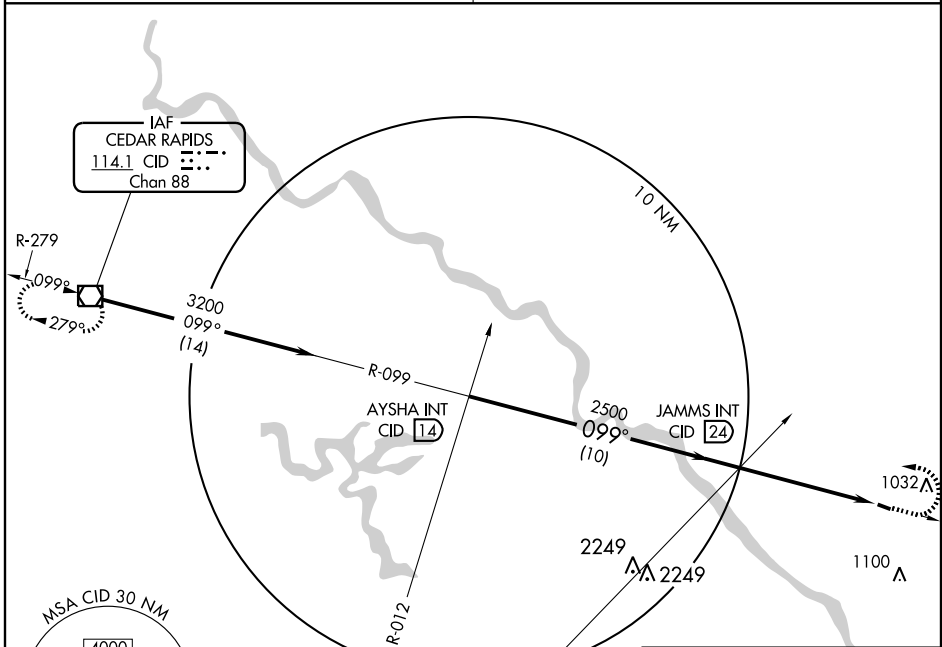 IAF
CEDAR RAPIDS
114.1 CID
Chan 88
10 NM
R-279
099°
279°
3200
099°
(14)
R-099
AYSHA INT
CID 14
2500
099°
(10)
JAMMS INT
CID 24
1032
2249
2249
1100
R-012
MSA CID 30 NM
4000